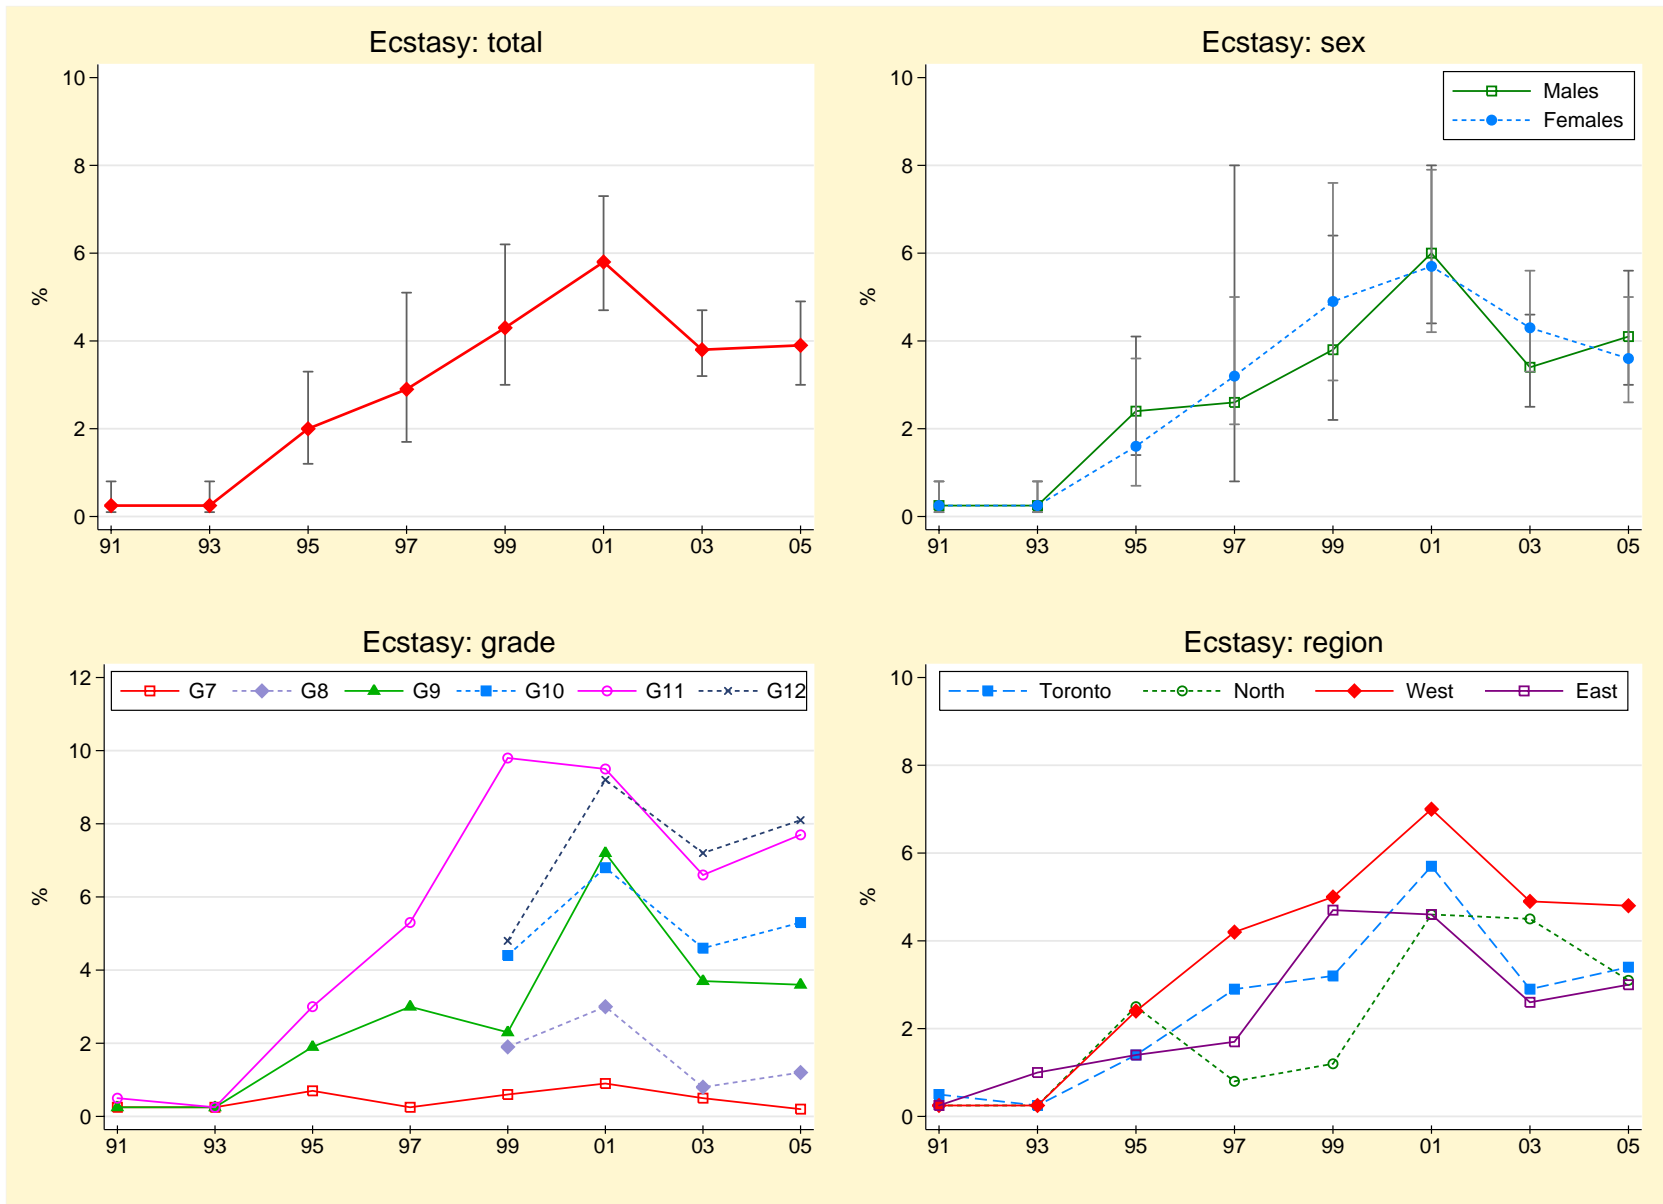 Ecstasy: total
10
8
6
4
2
0
%
91 93 95 97 99 01 03 05
Ecstasy: sex
Males
Females
10
8
6
4
2
0
%
91 93 95 97 99 01 03 05
Ecstasy: grade
G7 G8 G9 G10 G11 G12
12
10
8
6
4
2
0
%
91 93 95 97 99 01 03 05
Ecstasy: region
Toronto North West East
10
8
6
4
2
0
%
91 93 95 97 99 01 03 05